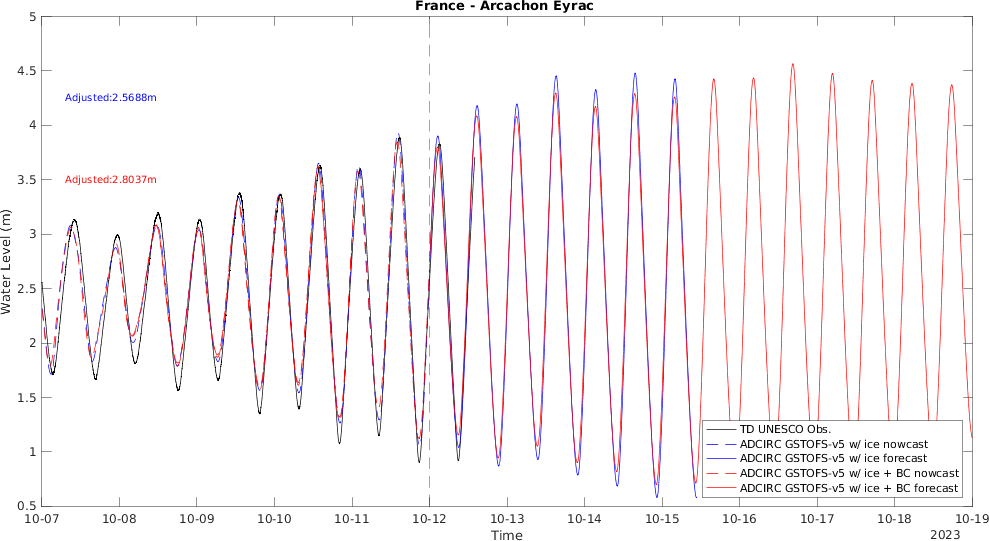 France - Arcachon Eyrac
5
4.5
4
3.5
3
2.5
2
1.5
1
0.5
Water Level (m)
Adjusted:2.5688m
Adjusted:2.8037m
TD UNESCO Obs.
ADCIRC GSTOFS-v5 w/ ice nowcast
ADCIRC GSTOFS-v5 w/ ice forecast
ADCIRC GSTOFS-v5 w/ ice + BC nowcast
ADCIRC GSTOFS-v5 w/ ice + BC forecast
10-07 10-08 10-09 10-10 10-11 10-12 10-13 10-14 10-15 10-16 10-17 10-18 10-19
Time
2023